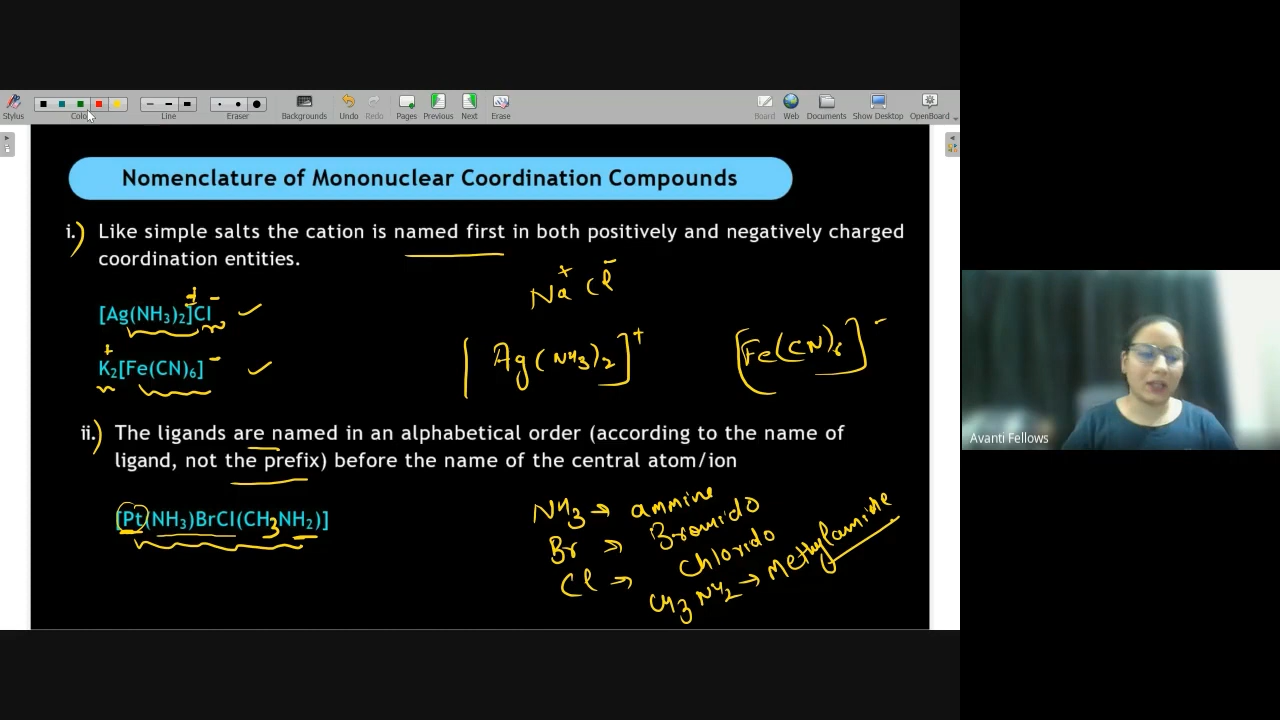 Stylus
Color
Line
Eraser
Backgrounds
Undo
Redo
Pages
Previous
Next
Erase
Board
Web
Documents
Show Desktop
OpenBoard
Nomenclature of Mononuclear Coordination Compounds
i.) Like simple salts the cation is named first in both positively and negatively charged
coordination entities.
Na⁺ Cl⁻
[Ag(NH₃)₂]⁺Cl⁻
[Ag(NH₃)₂]⁺
[Fe(CN)₆]⁻
K₂⁺[Fe(CN)₆]⁻
ii.) The ligands are named in an alphabetical order (according to the name of
ligand, not the prefix) before the name of the central atom/ion
[Pt(NH₃)BrCl(CH₃NH₂)]
NH₃ → ammine
Br → Bromido
Cl → Chlorido
CH₃NH₂ → Methylamine
Avanti Fellows